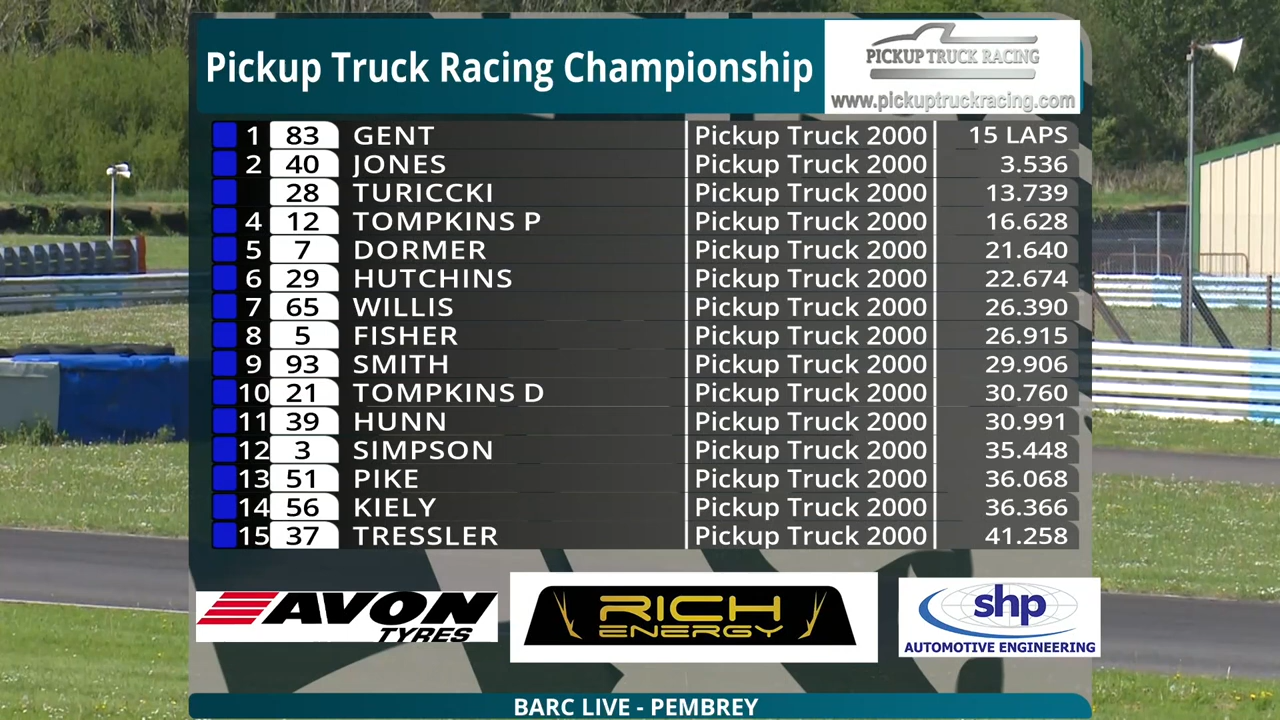 Pickup Truck Racing Championship
PICKUP TRUCK RACING
www.pickuptruckracing.com
1 83 GENT Pickup Truck 2000 15 LAPS
2 40 JONES Pickup Truck 2000 3.536
28 TURICCKI Pickup Truck 2000 13.739
4 12 TOMPKINS P Pickup Truck 2000 16.628
5 7 DORMER Pickup Truck 2000 21.640
6 29 HUTCHINS Pickup Truck 2000 22.674
7 65 WILLIS Pickup Truck 2000 26.390
8 5 FISHER Pickup Truck 2000 26.915
9 93 SMITH Pickup Truck 2000 29.906
10 21 TOMPKINS D Pickup Truck 2000 30.760
11 39 HUNN Pickup Truck 2000 30.991
12 3 SIMPSON Pickup Truck 2000 35.448
13 51 PIKE Pickup Truck 2000 36.068
14 56 KIELY Pickup Truck 2000 36.366
15 37 TRESSLER Pickup Truck 2000 41.258
AVON
TYRES
RICH
ENERGY
shp
AUTOMOTIVE ENGINEERING
BARC LIVE - PEMBREY